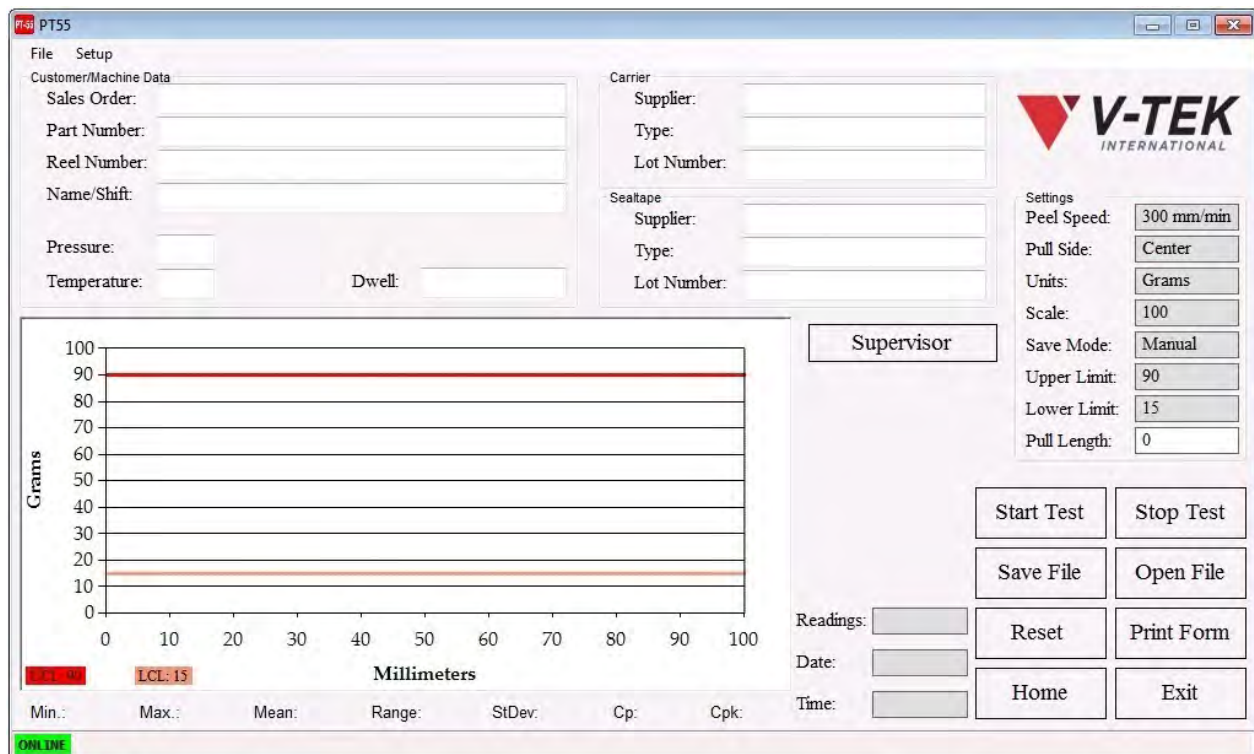 PT-55 PT55
File Setup
Customer/Machine Data
Sales Order:
Part Number:
Reel Number:
Name/Shift:
Pressure:
Temperature:
Dwell:
Carrier
Supplier:
Type:
Lot Number:
Sealtape
Supplier:
Type:
Lot Number:
V-TEK
INTERNATIONAL
Settings
Peel Speed: 300 mm/min
Pull Side: Center
Units: Grams
Scale: 100
Save Mode: Manual
Upper Limit: 90
Lower Limit: 15
Pull Length: 0
Supervisor
Grams
100
90
80
70
60
50
40
30
20
10
0
0 10 20 30 40 50 60 70 80 90 100
Millimeters
LCL: 90 LCL: 15
Min.: Max.: Mean: Range: StDev: Cp: Cpk:
Readings:
Date:
Time:
Start Test Stop Test
Save File Open File
Reset Print Form
Home Exit
ONLINE